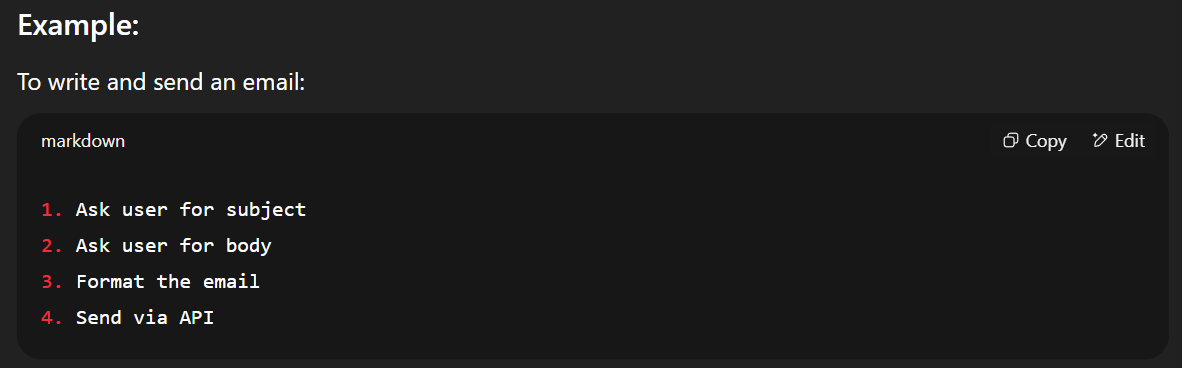 Example:
To write and send an email:
markdown
Copy
Edit
1. Ask user for subject
2. Ask user for body
3. Format the email
4. Send via API